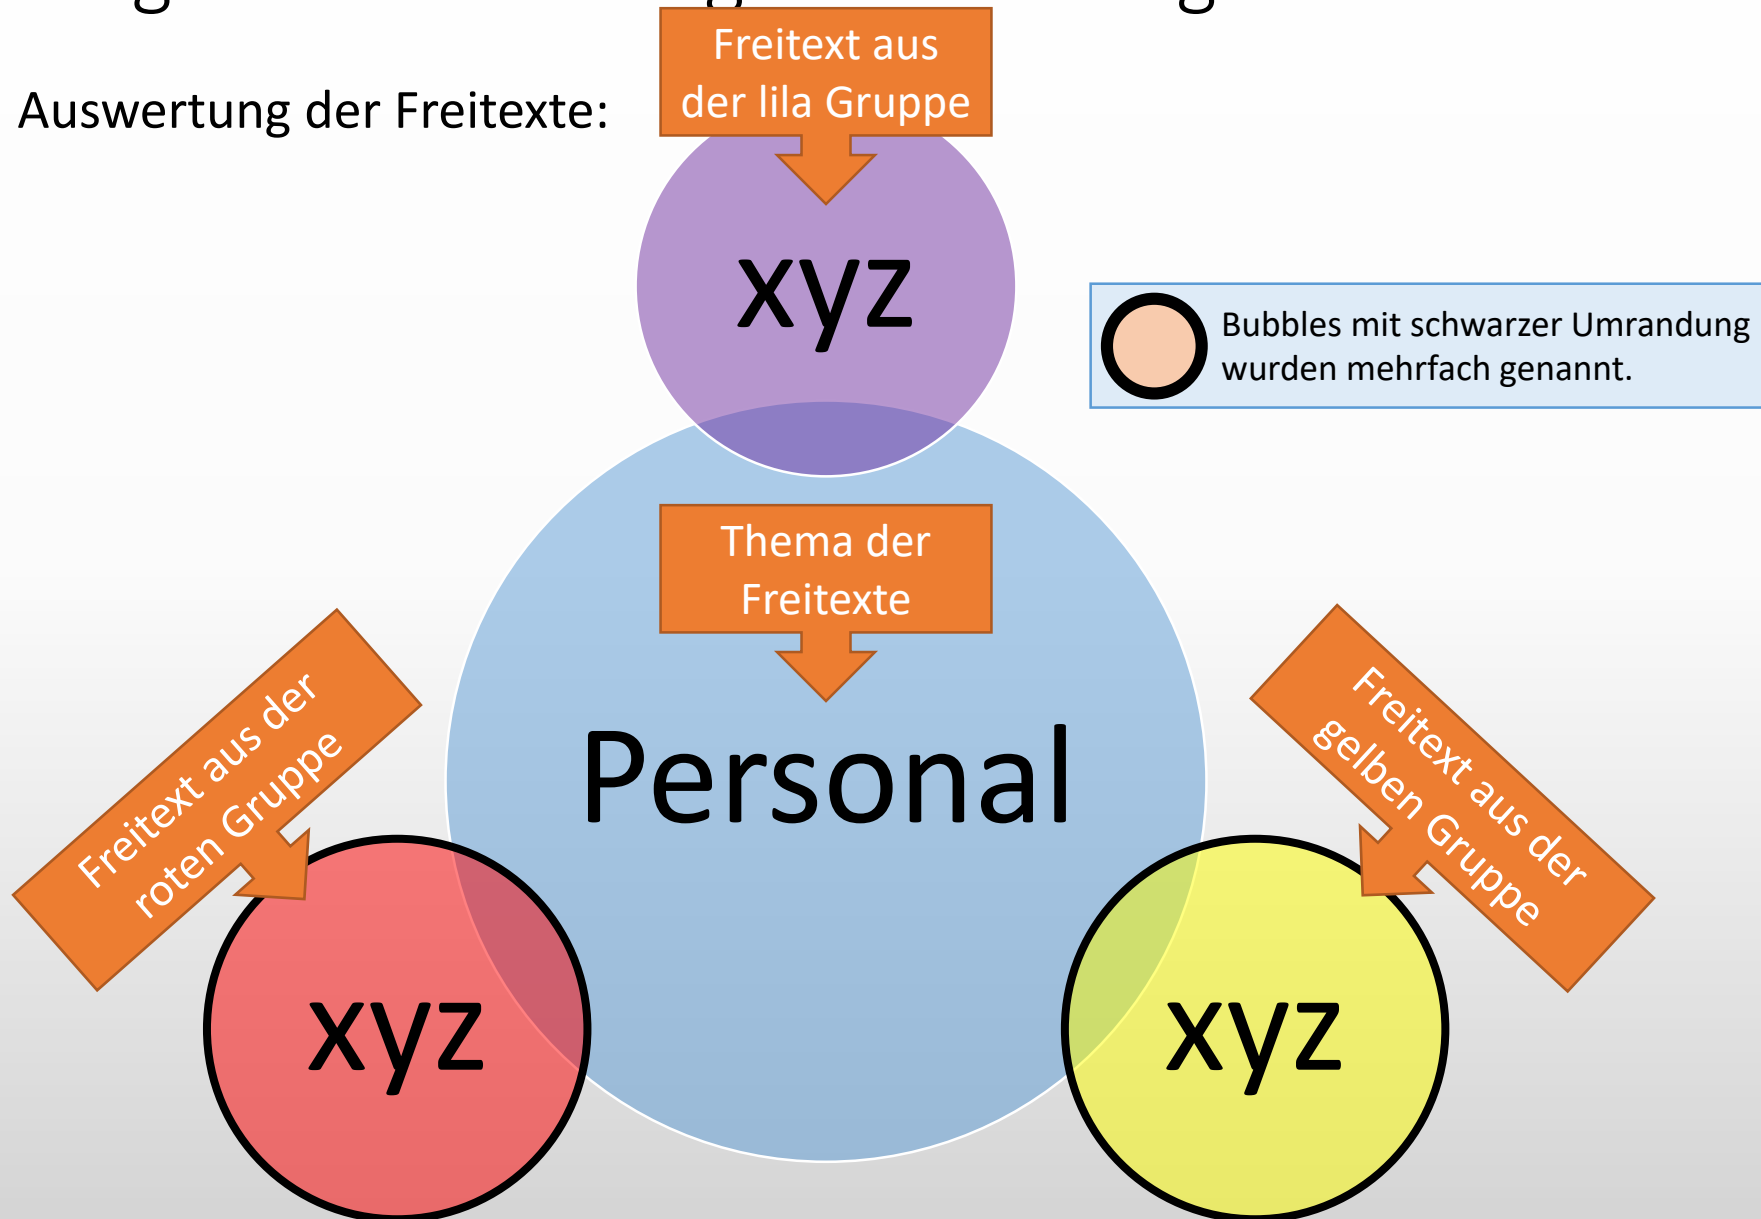 Auswertung der Freitexte:
Freitext aus
der lila Gruppe
xyz
Bubbles mit schwarzer Umrandung
wurden mehrfach genannt.
Thema der
Freitexte
Personal
Freitext aus der
roten Gruppe
xyz
Freitext aus der
gelben Gruppe
xyz